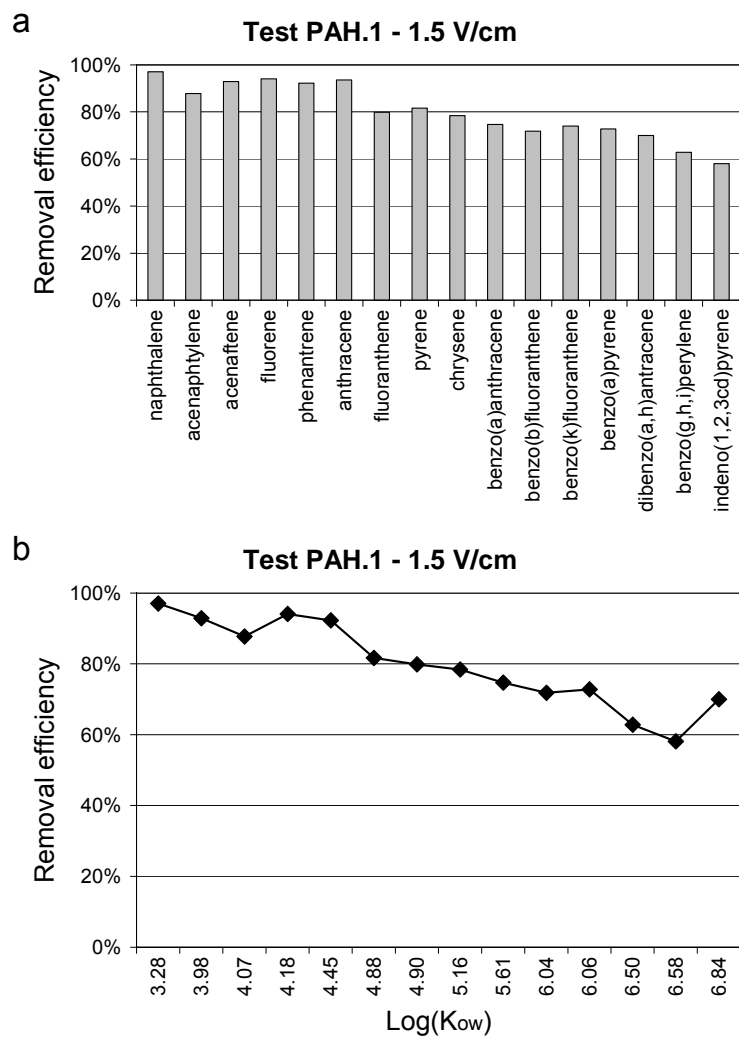 a
Test PAH.1 - 1.5 V/cm
Removal efficiency
100%
80%
60%
40%
20%
0%
naphthalene
acenaphtylene
acenaftene
fluorene
phenantrene
anthracene
fluoranthene
pyrene
chrysene
benzo(a)anthracene
benzo(b)fluoranthene
benzo(k)fluoranthene
benzo(a)pyrene
dibenzo(a,h)antracene
benzo(g,h,i)perylene
indeno(1,2,3cd)pyrene
b
Test PAH.1 - 1.5 V/cm
Removal efficiency
100%
80%
60%
40%
20%
0%
3.28
3.98
4.07
4.18
4.45
4.88
4.90
5.16
5.61
6.04
6.06
6.50
6.58
6.84
Log(Kow)